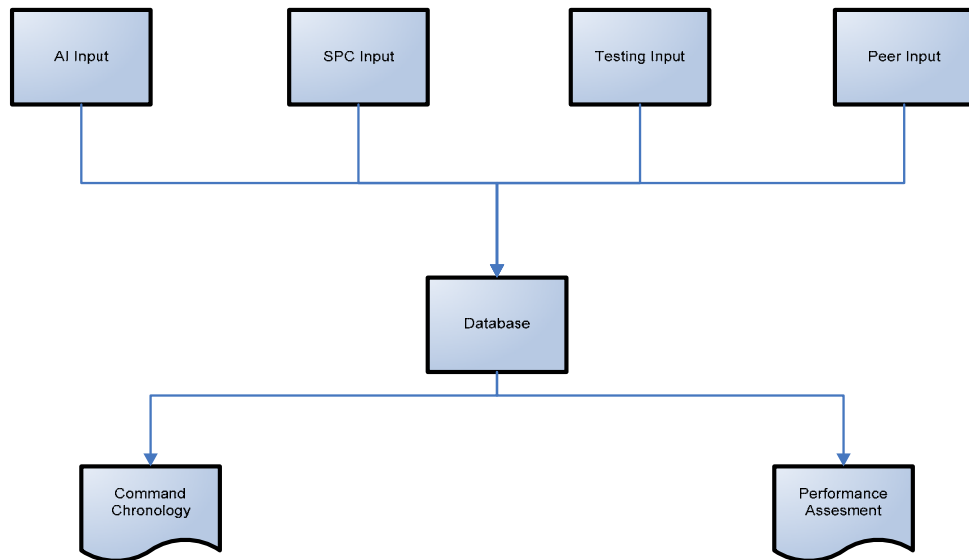 AI Input
SPC Input
Testing Input
Peer Input
Database
Command
Chronology
Performance
Assesment